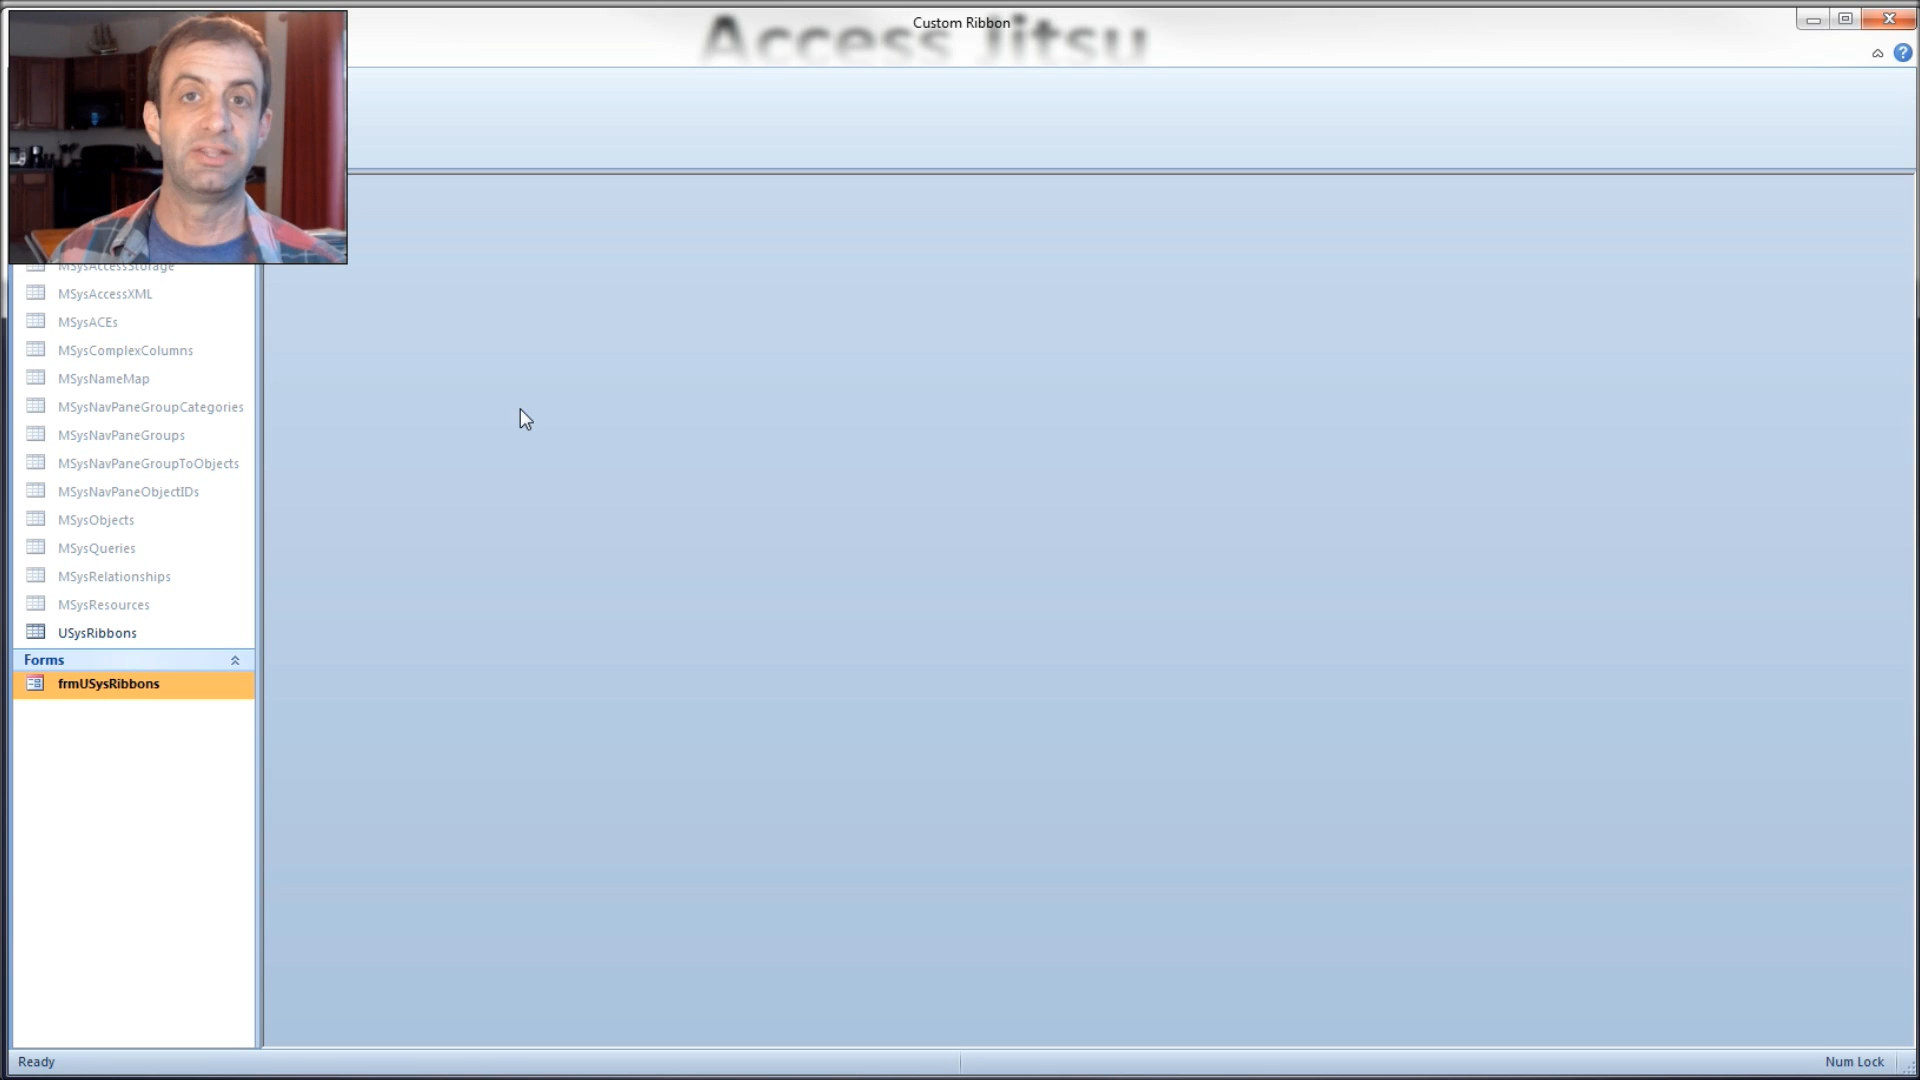 Custom Ribbon
Access Jitsu
MSysAccessStorage
MSysAccessXML
MSysACEs
MSysComplexColumns
MSysNameMap
MSysNavPaneGroupCategories
MSysNavPaneGroups
MSysNavPaneGroupToObjects
MSysNavPaneObjectIDs
MSysObjects
MSysQueries
MSysRelationships
MSysResources
USysRibbons
Forms
frmUSysRibbons
Ready
Num Lock